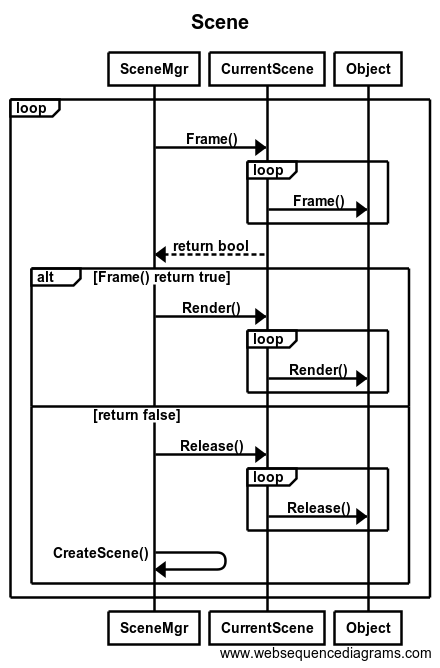 Scene
SceneMgr CurrentScene Object
loop
Frame()
loop
Frame()
return bool
alt [Frame() return true]
Render()
loop
Render()
[return false]
Release()
loop
Release()
CreateScene()
SceneMgr CurrentScene Object
www.websequencediagrams.com